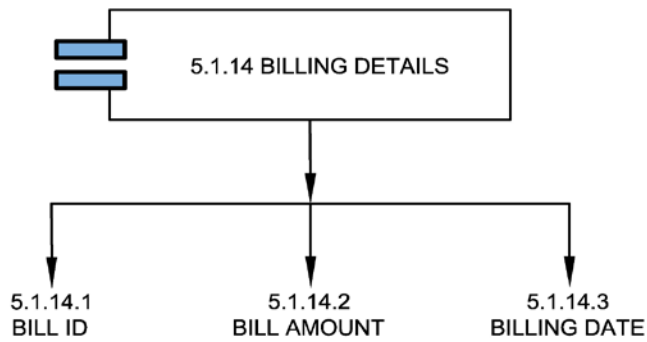 5.1.14 BILLING DETAILS
5.1.14.1
BILL ID
5.1.14.2
BILL AMOUNT
5.1.14.3
BILLING DATE